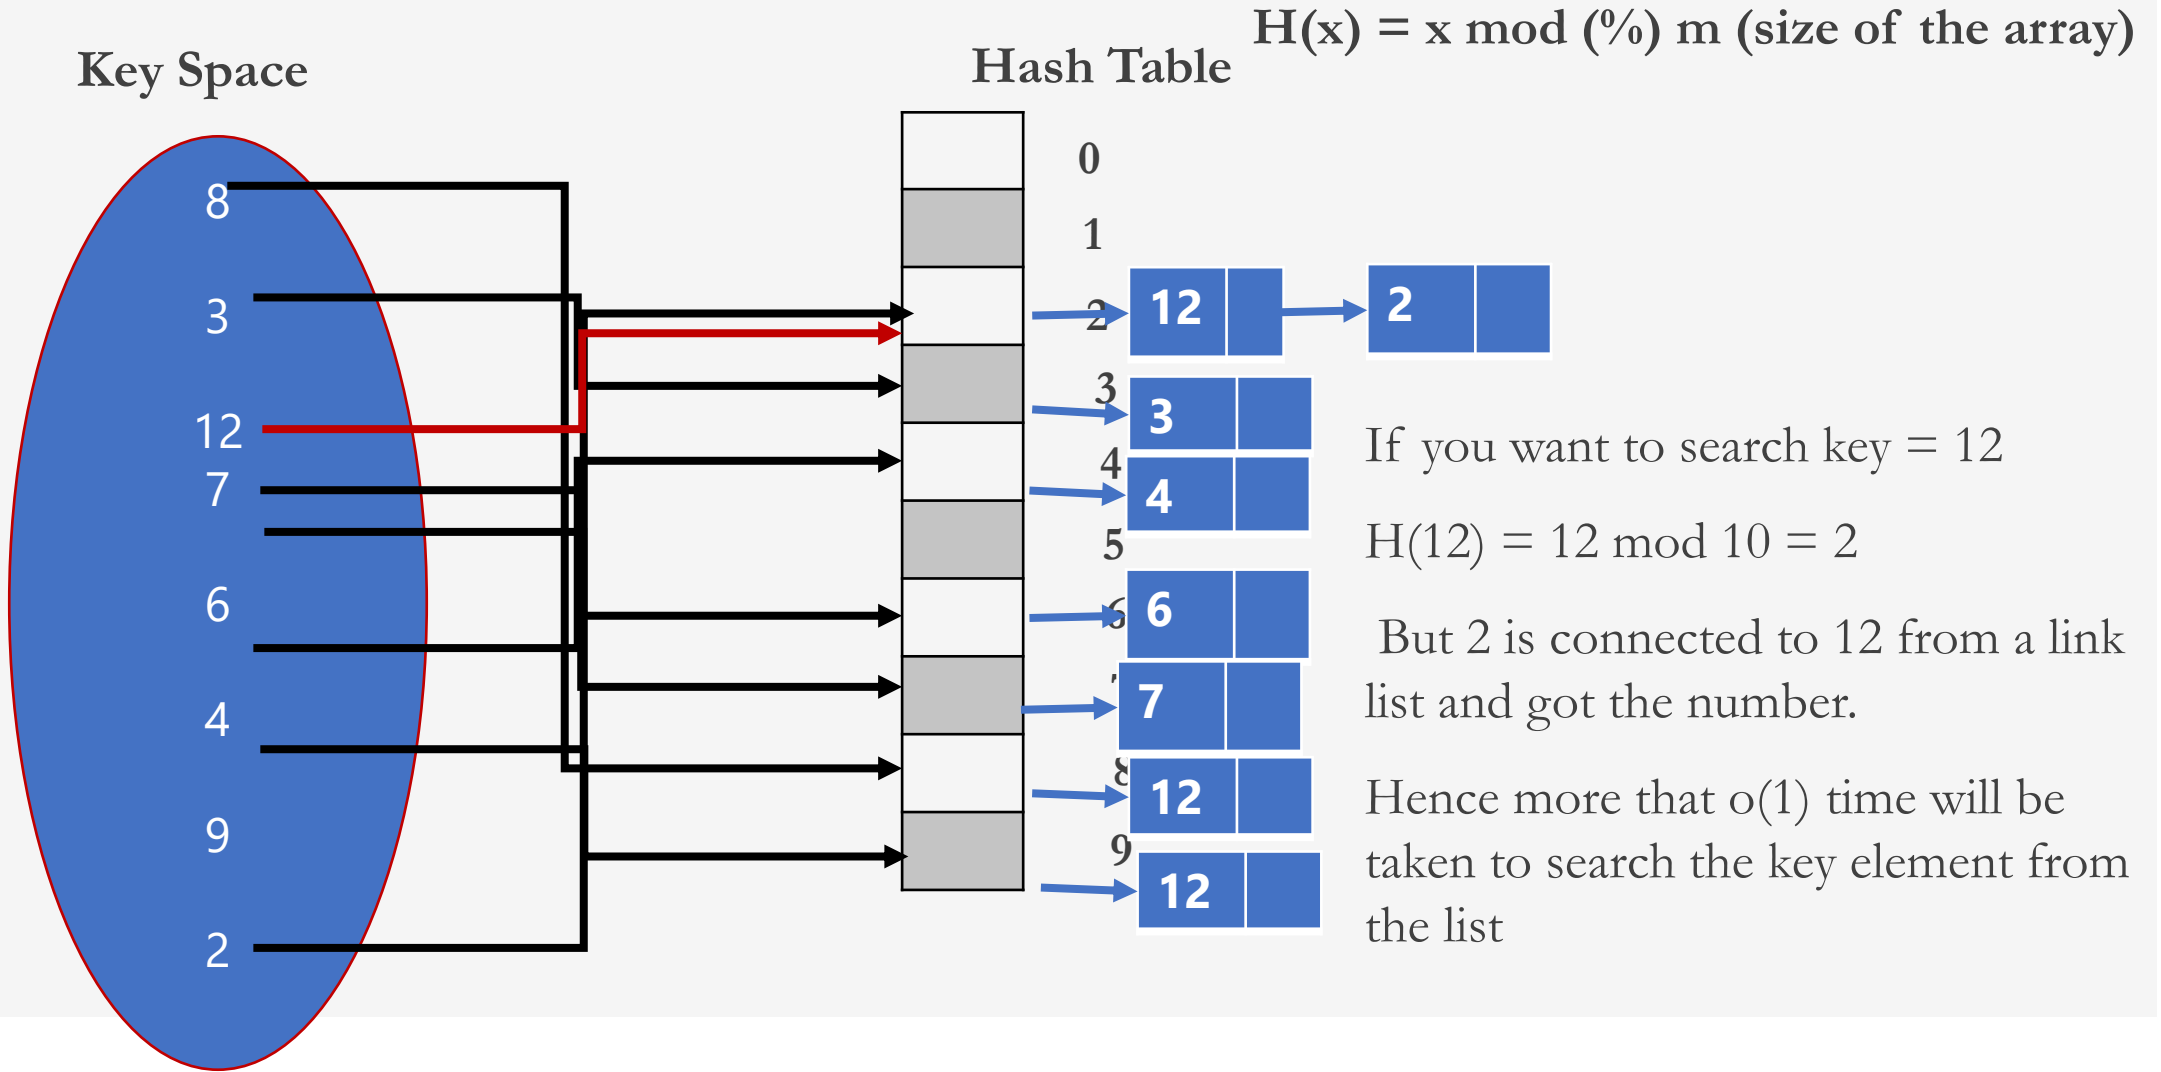 H(x) = x mod (%) m (size of the array)
Key Space
Hash Table
8
3
12
7
6
4
9
2
0
1
2
3
4
5
6
8
9
12
2
3
4
6
7
12
12
If you want to search key = 12
H(12) = 12 mod 10 = 2
But 2 is connected to 12 from a link
list and got the number.
Hence more that o(1) time will be
taken to search the key element from
the list